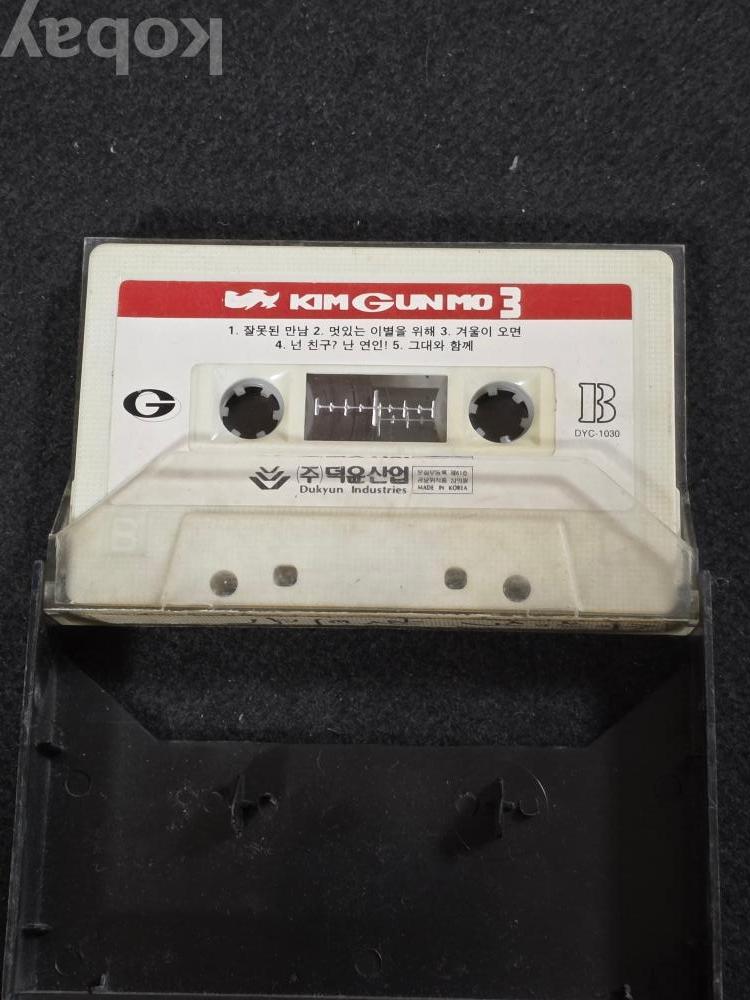 kobay
KIM GUN MO 3
1. 잘못된 만남 2. 멋있는 이별을 위해 3. 겨울이 오면
4. 넌 친구? 난 연인! 5. 그대와 함께
G
B
DYC-1030
(주)덕윤산업
Dukyun Industries
MADE IN KOREA